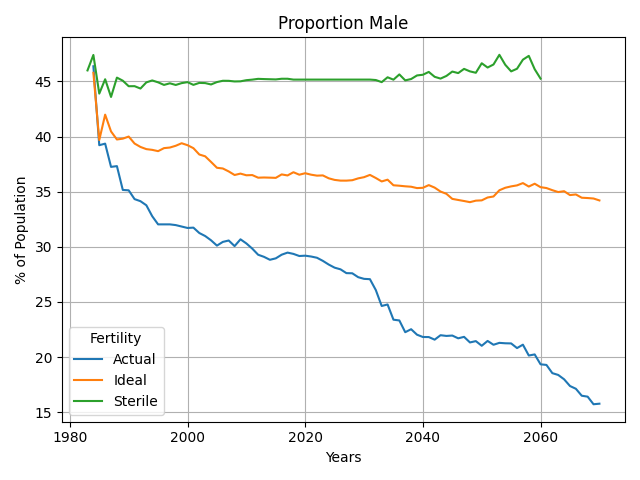 Proportion Male
% of Population
45
40
35
30
25
20
15
Fertility
Actual
Ideal
Sterile
1980 2000 2020 2040 2060
Years